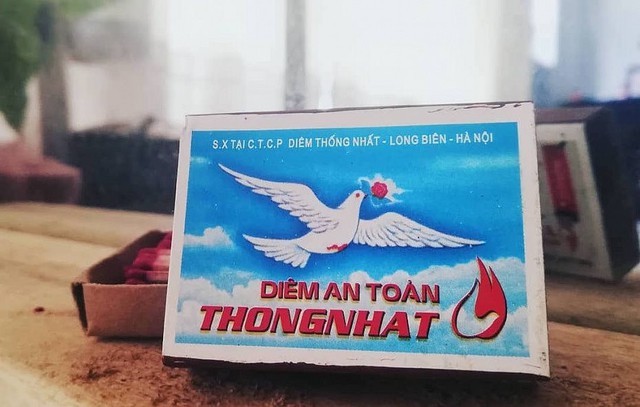 S.X TẠI C.T.C.P DIÊM THỐNG NHẤT - LONG BIÊN - HÀ NỘI
DIÊM AN TOÀN
THONGNHAT